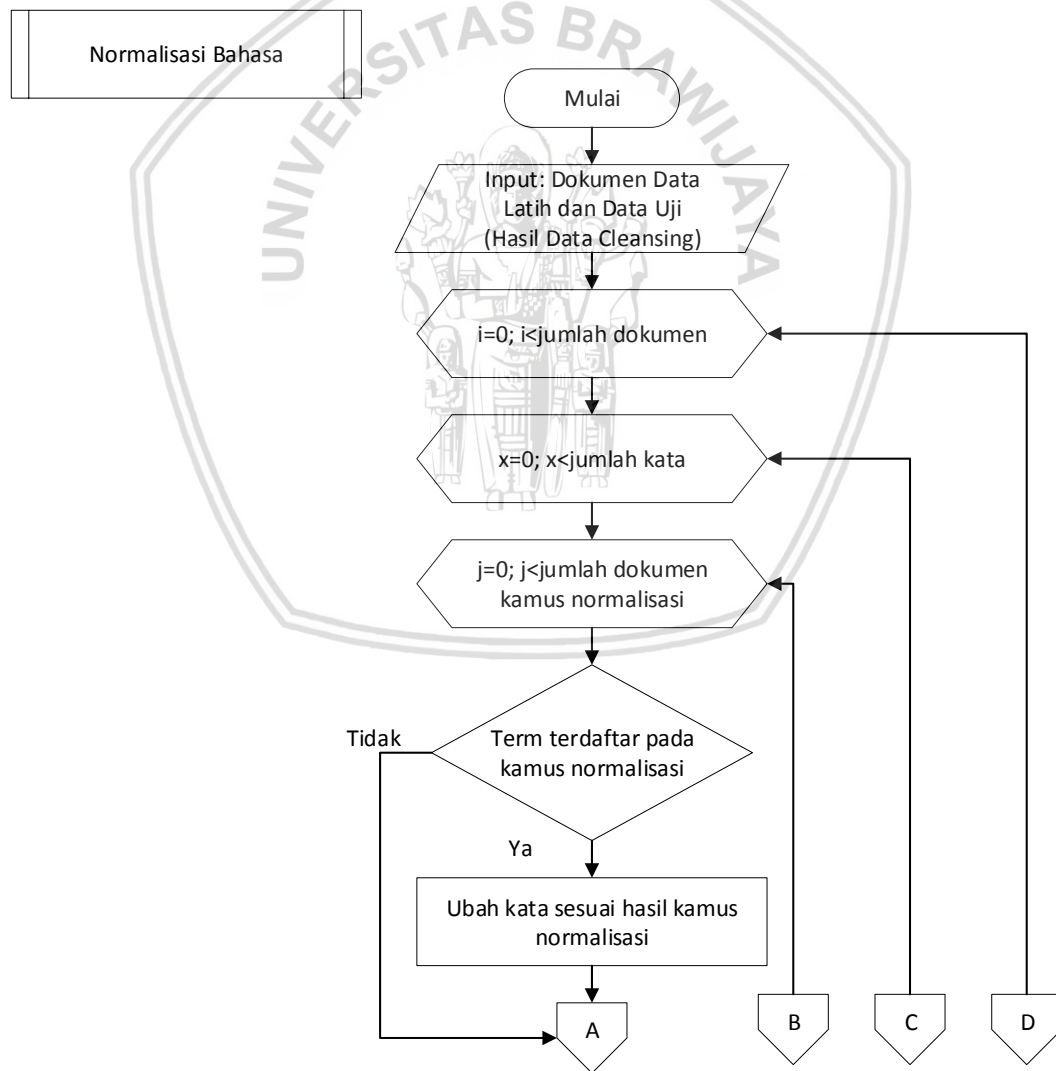 Normalisasi Bahasa
UNIVERSITAS BRAWIJAYA
Mulai
Input: Dokumen Data
Latih dan Data Uji
(Hasil Data Cleansing)
i=0; i<jumlah dokumen
x=0; x<jumlah kata
j=0; j<jumlah dokumen
kamus normalisasi
Tidak
Term terdaftar pada
kamus normalisasi
Ya
Ubah kata sesuai hasil kamus
normalisasi
A
B
C
D